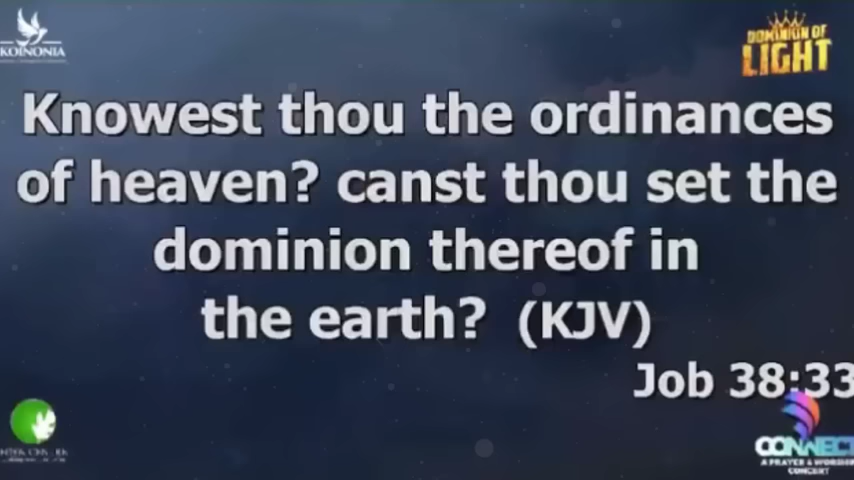 KOINONIA
DOMINION OF
LIGHT
Knowest thou the ordinances
of heaven? canst thou set the
dominion thereof in
the earth? (KJV)
Job 38:33
CONNECT
A PRAYER & WORSHIP
CONCERT